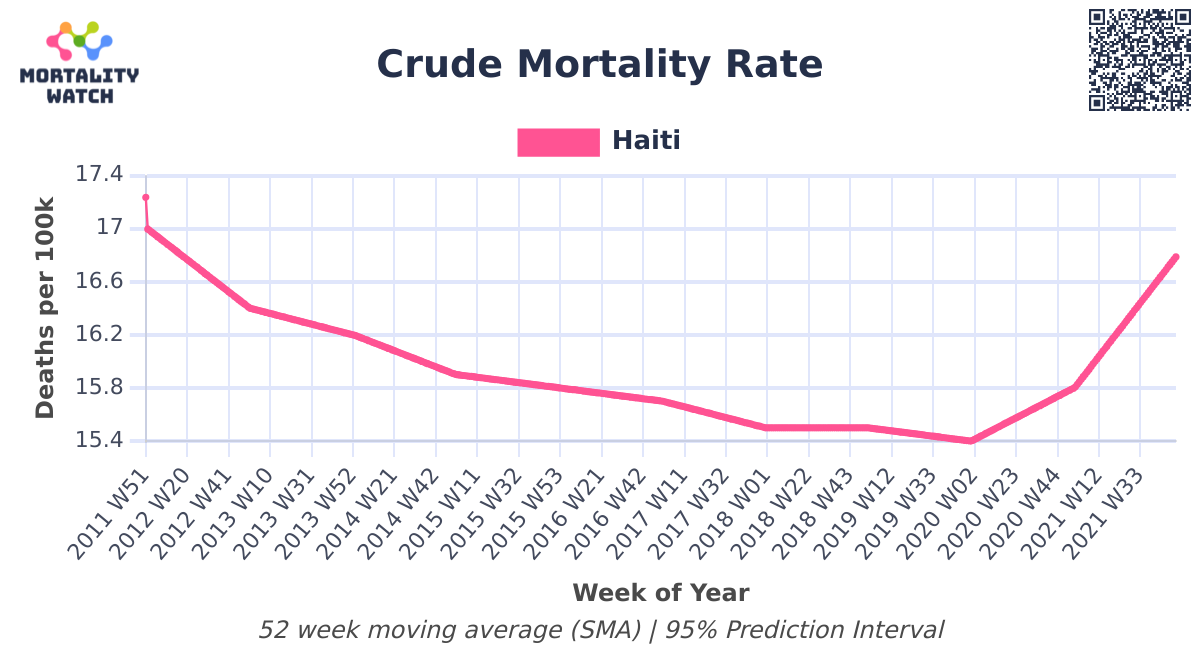 MORTALITY
WATCH
Crude Mortality Rate
Haiti
Deaths per 100k
17.4
17
16.6
16.2
15.8
15.4
2011 W51
2012 W20
2012 W41
2013 W10
2013 W31
2013 W52
2014 W21
2014 W42
2015 W11
2015 W32
2015 W53
2016 W21
2016 W42
2017 W11
2017 W32
2018 W01
2018 W22
2018 W43
2019 W12
2019 W33
2020 W02
2020 W23
2020 W44
2021 W12
2021 W33
Week of Year
52 week moving average (SMA) | 95% Prediction Interval